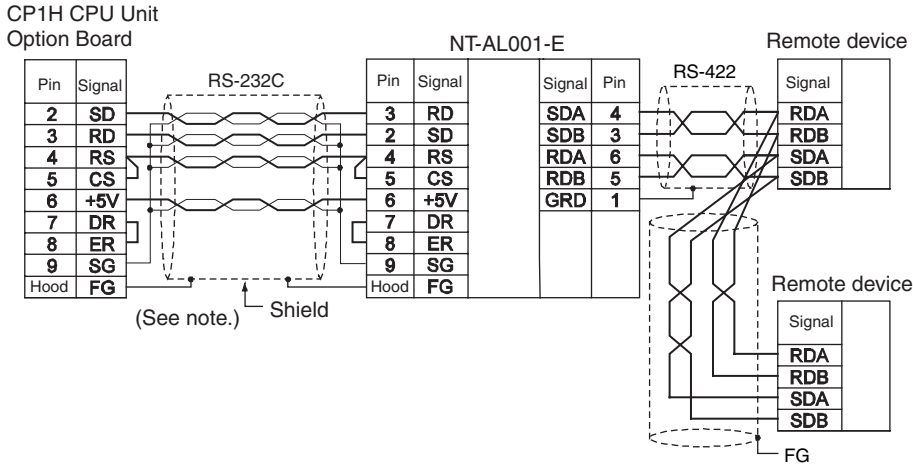 CP1H CPU Unit
Option Board
NT-AL001-E
Remote device
Pin Signal
RS-232C
Pin Signal
Signal Pin
RS-422
Signal
2 SD
3 RD
4 RS
5 CS
6 +5V
7 DR
8 ER
9 SG
Hood FG
3 RD
2 SD
4 RS
5 CS
6 +5V
7 DR
8 ER
9 SG
Hood FG
SDA 4
SDB 3
RDA 6
RDB 5
GRD 1
RDA
RDB
SDA
SDB
(See note.)
Shield
Remote device
Signal
RDA
RDB
SDA
SDB
FG